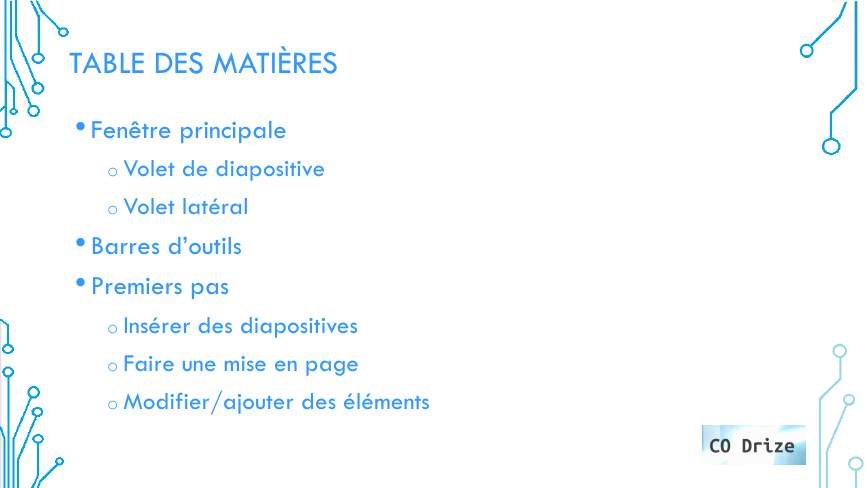 TABLE DES MATIÈRES
• Fenêtre principale
o Volet de diapositive
o Volet latéral
• Barres d’outils
• Premiers pas
o Insérer des diapositives
o Faire une mise en page
o Modifier/ajouter des éléments
CO Drize